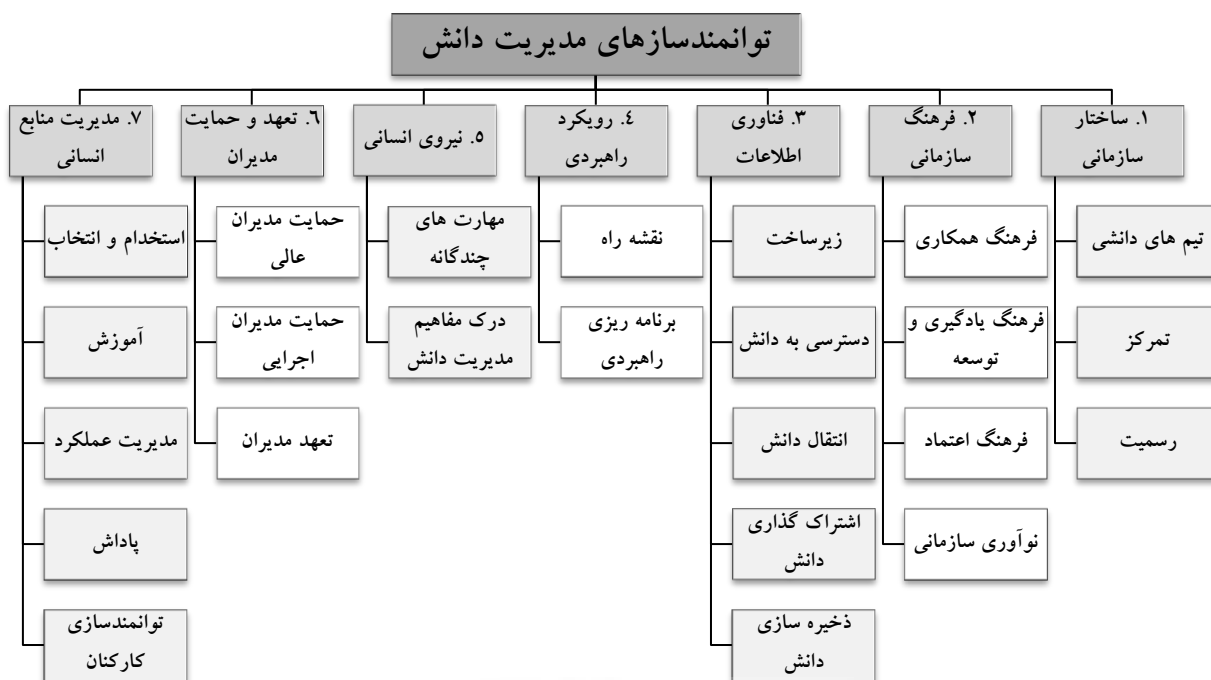 توانمندسازهای مدیریت دانش
۱. ساختار
سازمانی
تیم های دانشی
تمرکز
رسمیت
۲. فرهنگ
سازمانی
فرهنگ همکاری
فرهنگ یادگیری و
توسعه
فرهنگ اعتماد
نوآوری سازمانی
۳. فناوری
اطلاعات
زیرساخت
دسترسی به دانش
انتقال دانش
اشتراک گذاری
دانش
ذخیره سازی
دانش
٤. رویکرد
راهبردی
نقشه راه
برنامه ریزی
راهبردی
٥. نیروی انسانی
مهارت های
چندگانه
درک مفاهیم
مدیریت دانش
٦. تعهد و حمایت
مدیران
حمایت مدیران
عالی
حمایت مدیران
اجرایی
تعهد مدیران
۷. مدیریت منابع
انسانی
استخدام و انتخاب
آموزش
مدیریت عملکرد
پاداش
توانمندسازی
کارکنان